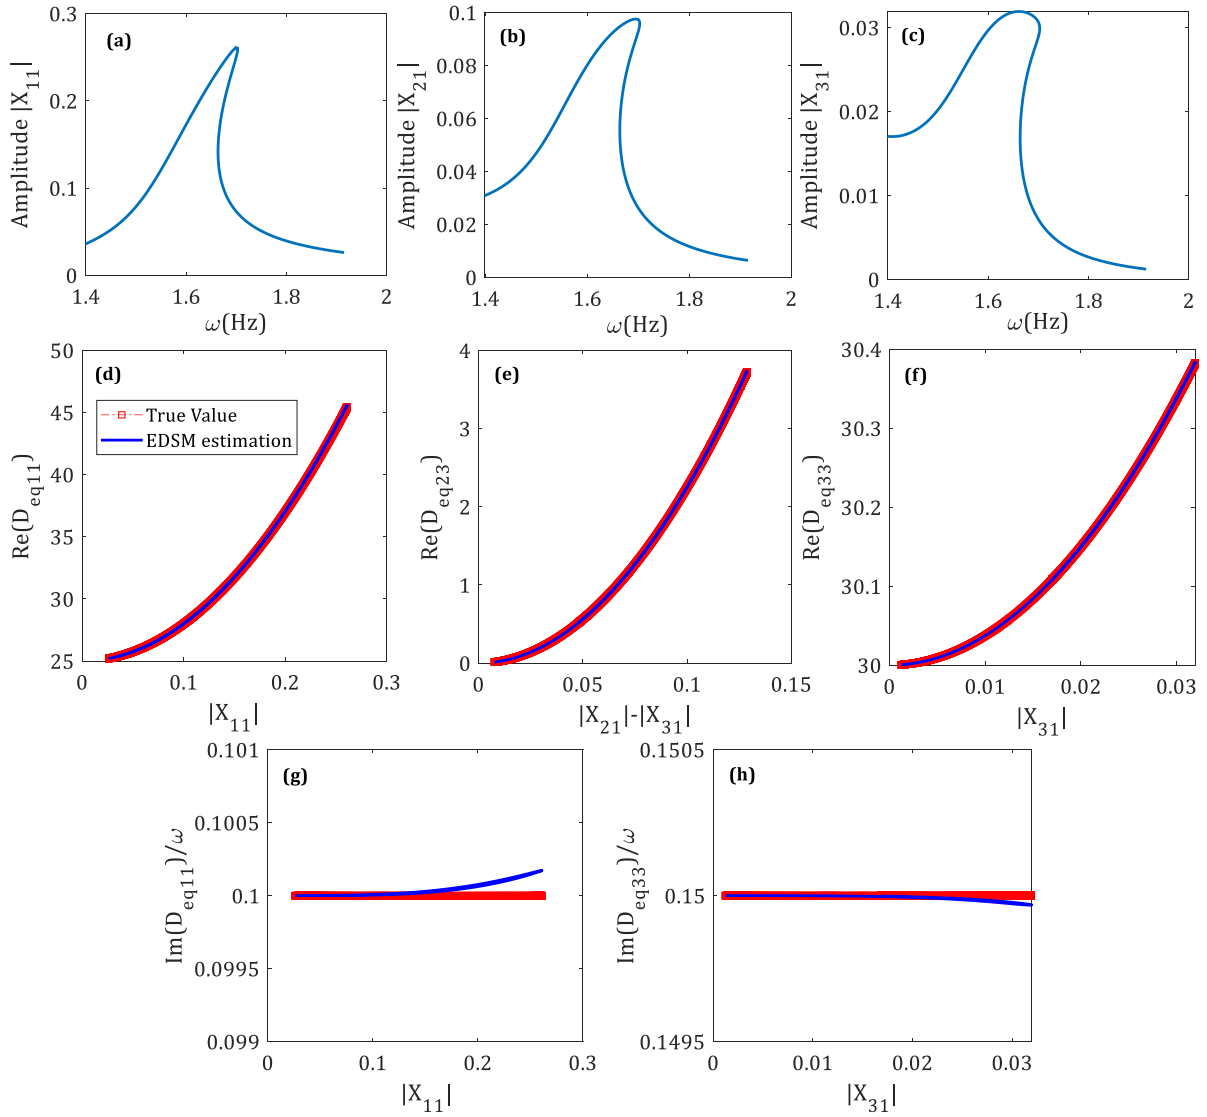 (a)
Amplitude |X11|
0.3
0.2
0.1
0
1.4
1.6
1.8
2
ω(Hz)
(b)
Amplitude |X21|
0.1
0.08
0.06
0.04
0.02
0
1.4
1.6
1.8
2
ω(Hz)
(c)
Amplitude |X31|
0.03
0.02
0.01
0
1.4
1.6
1.8
2
ω(Hz)
(d)
Re(Deq11)
50
45
40
35
30
25
True Value
EDSM estimation
0
0.1
0.2
0.3
|X11|
(e)
Re(Deq23)
4
3
2
1
0
0
0.05
0.1
0.15
|X21|-|X31|
(f)
Re(Deq33)
30.4
30.3
30.2
30.1
30
0
0.01
0.02
0.03
|X31|
(g)
Im(Deq11)/ω
0.101
0.1005
0.1
0.0995
0.099
0
0.1
0.2
0.3
|X11|
(h)
Im(Deq33)/ω
0.1505
0.15
0.1495
0
0.01
0.02
0.03
|X31|